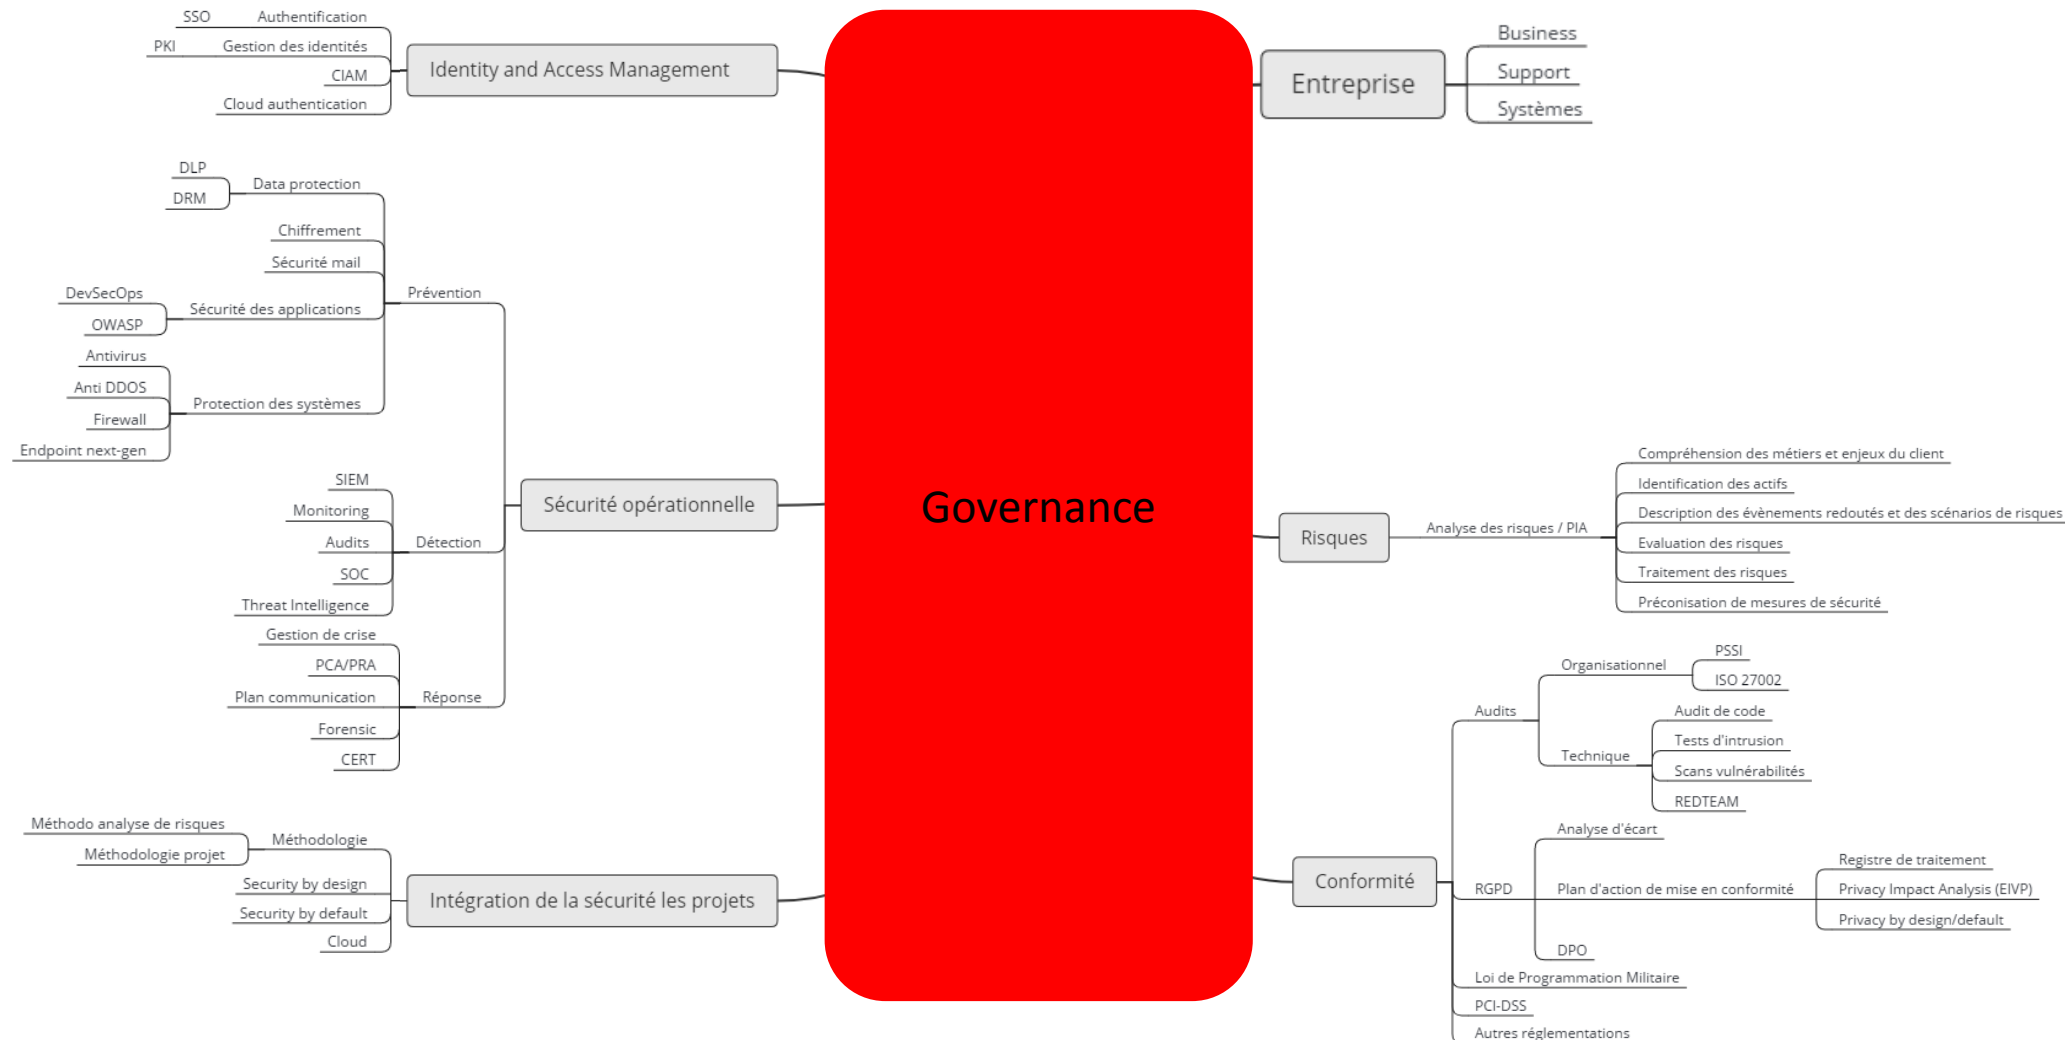 SSO
Authentification
PKI
Gestion des identités
CIAM
Cloud authentication
Identity and Access Management
DLP
DRM
Data protection
Chiffrement
Sécurité mail
DevSecOps
OWASP
Sécurité des applications
Antivirus
Anti DDOS
Firewall
Endpoint next-gen
Protection des systèmes
Prévention
SIEM
Monitoring
Audits
SOC
Threat Intelligence
Détection
Gestion de crise
PCA/PRA
Plan communication
Forensic
CERT
Réponse
Sécurité opérationnelle
Méthodo analyse de risques
Méthodologie projet
Méthodologie
Security by design
Security by default
Cloud
Intégration de la sécurité les projets
Governance
Entreprise
Business
Support
Systèmes
Risques
Analyse des risques / PIA
Compréhension des métiers et enjeux du client
Identification des actifs
Description des évènements redoutés et des scénarios de risques
Evaluation des risques
Traitement des risques
Préconisation de mesures de sécurité
Conformité
Audits
Organisationnel
PSSI
ISO 27002
Technique
Audit de code
Tests d'intrusion
Scans vulnérabilités
REDTEAM
RGPD
Analyse d'écart
Plan d'action de mise en conformité
Registre de traitement
Privacy Impact Analysis (EIVP)
Privacy by design/default
DPO
Loi de Programmation Militaire
PCI-DSS
Autres réglementations